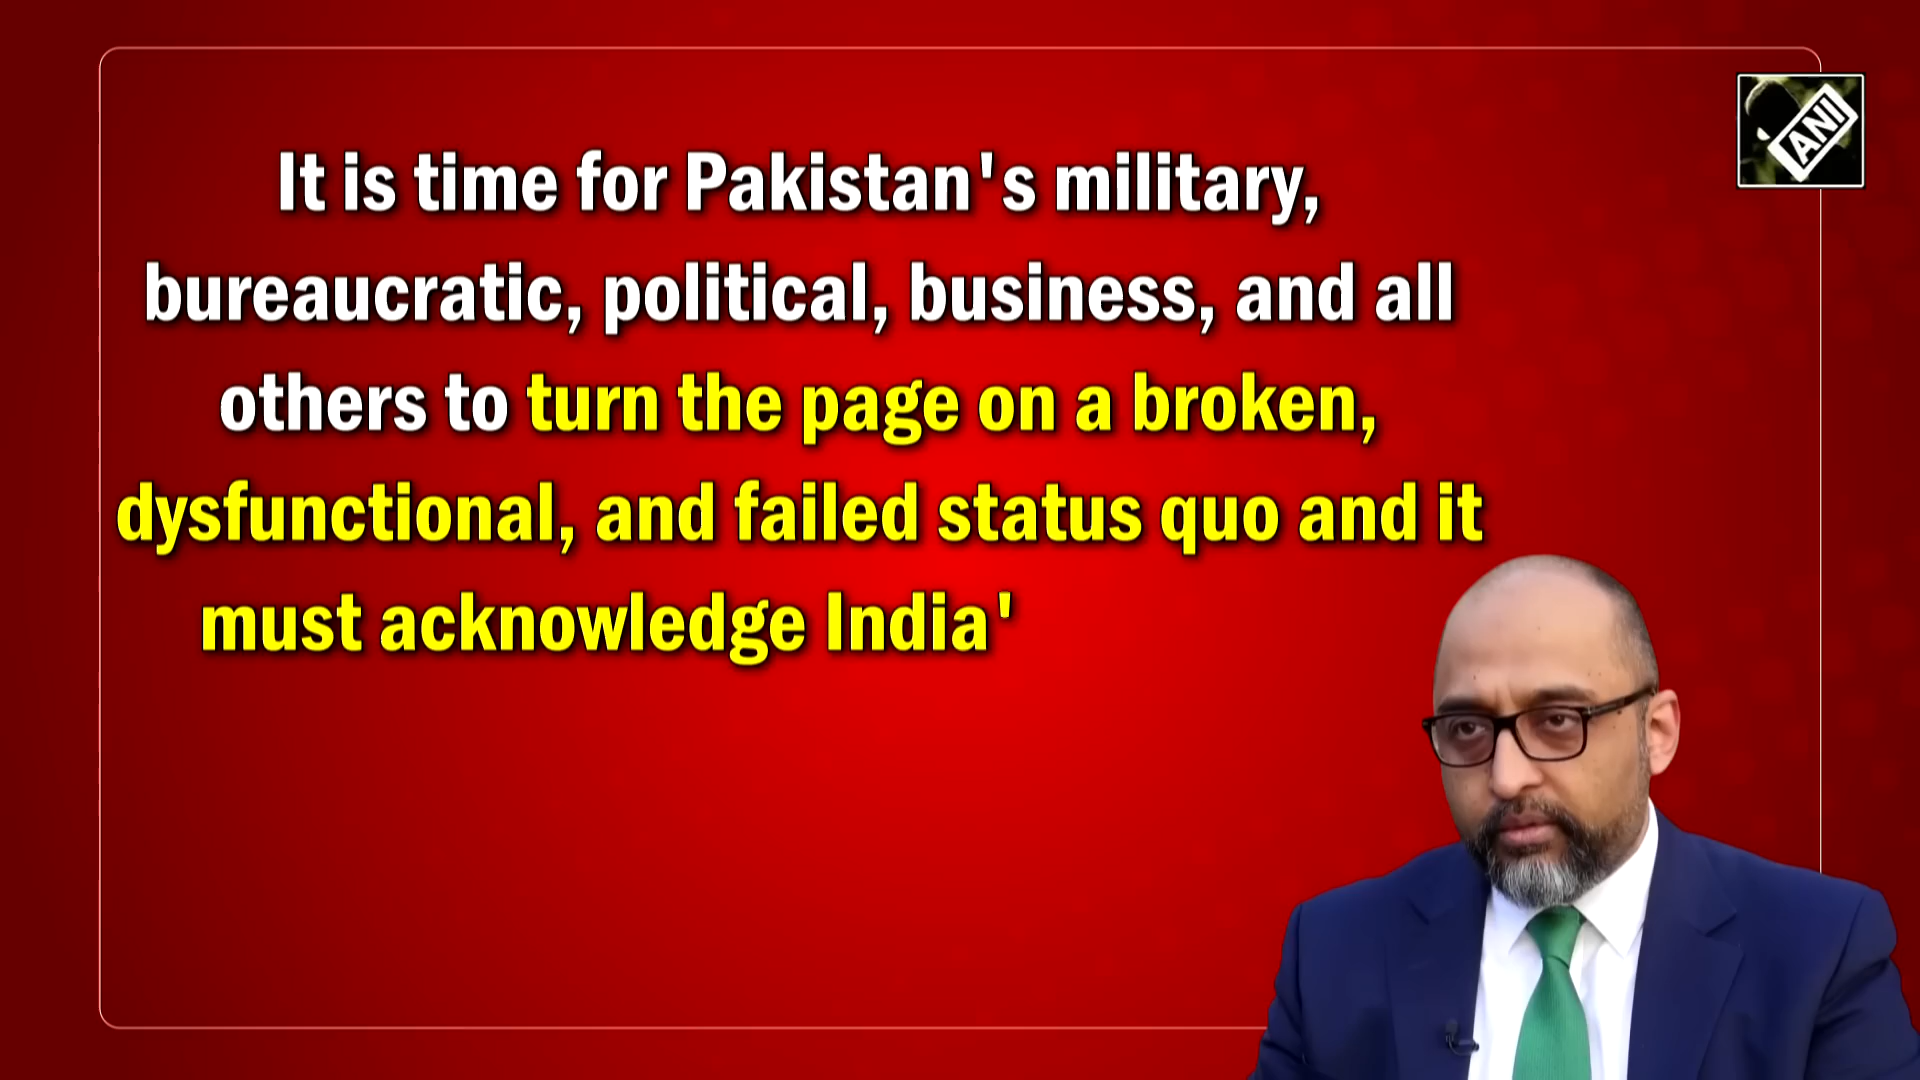 It is time for Pakistan's military,
bureaucratic, political, business, and all
others to turn the page on a broken,
dysfunctional, and failed status quo and it
must acknowledge India'
ANI